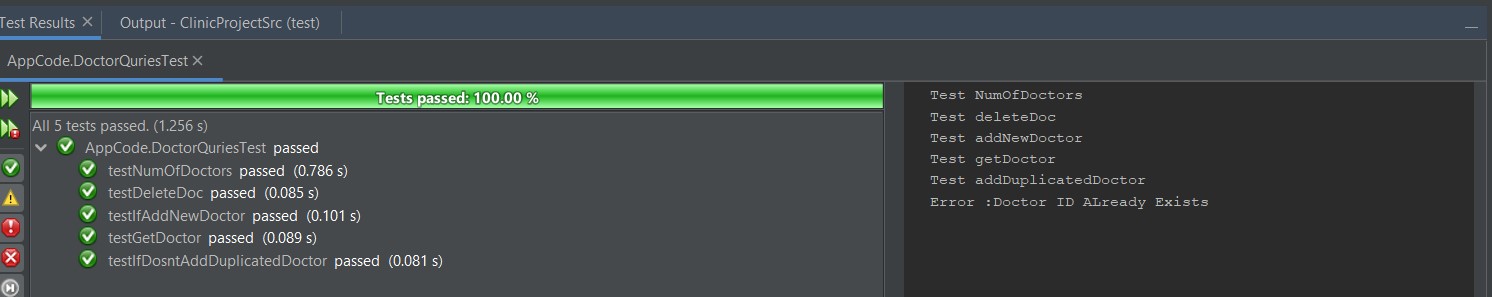 Test Results
Output - ClinicProjectSrc (test)
AppCode.DoctorQuriesTest
Tests passed: 100.00 %
All 5 tests passed. (1.256 s)
AppCode.DoctorQuriesTest passed
testNumOfDoctors passed (0.786 s)
testDeleteDoc passed (0.085 s)
testIfAddNewDoctor passed (0.101 s)
testGetDoctor passed (0.089 s)
testIfDosntAddDuplicatedDoctor passed (0.081 s)
Test NumOfDoctors
Test deleteDoc
Test addNewDoctor
Test getDoctor
Test addDuplicatedDoctor
Error :Doctor ID ALready Exists